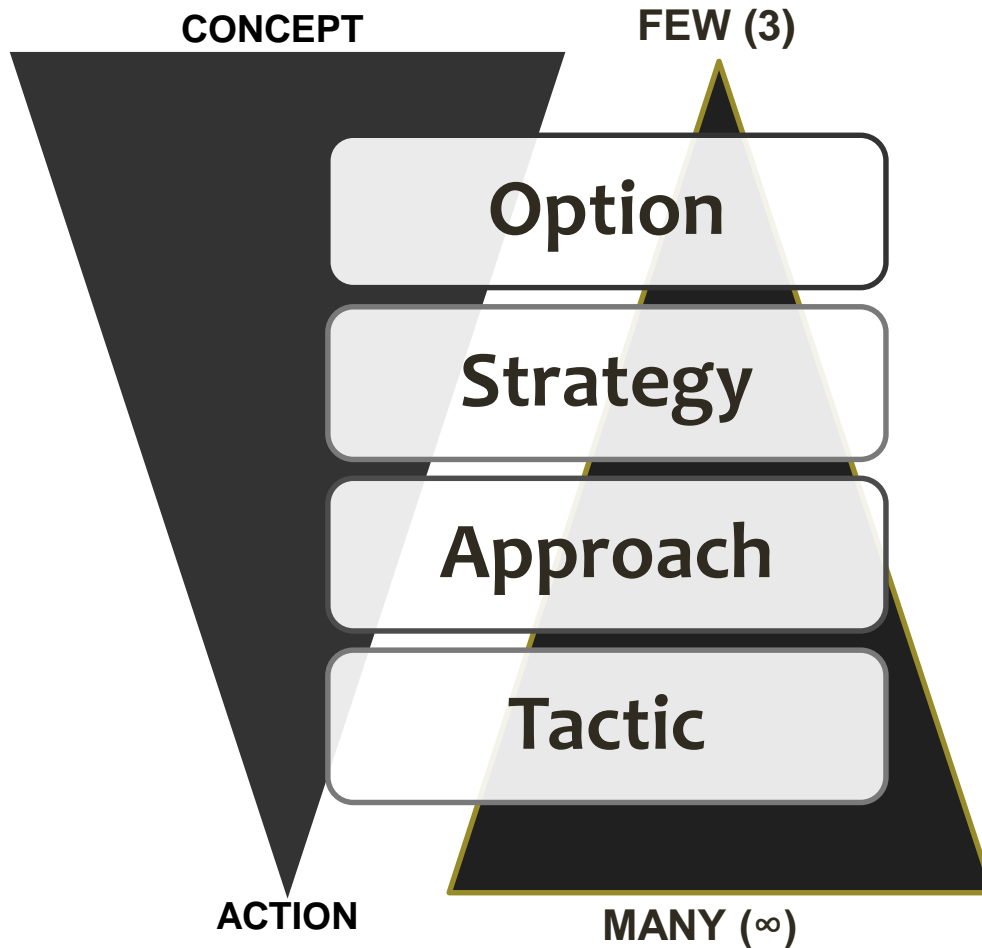 CONCEPT
FEW (3)
Option
Strategy
Approach
Tactic
ACTION
MANY (∞)